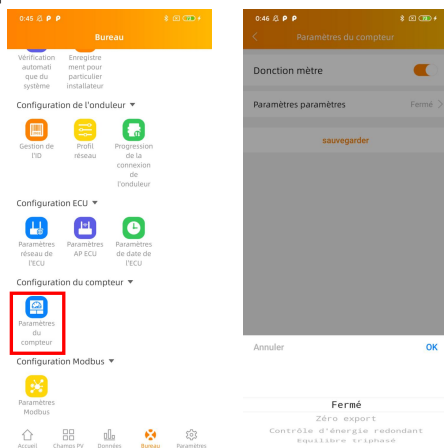 0:45
Bureau
Vérification
automati
que du
système
Enregistre
ment pour
particulier
installateur
Configuration de l'onduleur
Gestion de
l'ID
Profil
réseau
Progression
de la
connexion
de
l'onduleur
Configuration ECU
Paramètres
réseau de
l'ECU
Paramètres
AP ECU
Paramètres
de date de
l'ECU
Configuration du compteur
Paramètres
du
compteur
Configuration Modbus
Paramètres
Modbus
Accueil
Champs PV
Données
Bureau
Paramètres
0:46
Paramètres du compteur
Donction mètre
Paramètres paramètres
Fermé
sauvegarder
Annuler
OK
Fermé
Zéro export
Contrôle d'énergie redondant
Equilibre triphasé